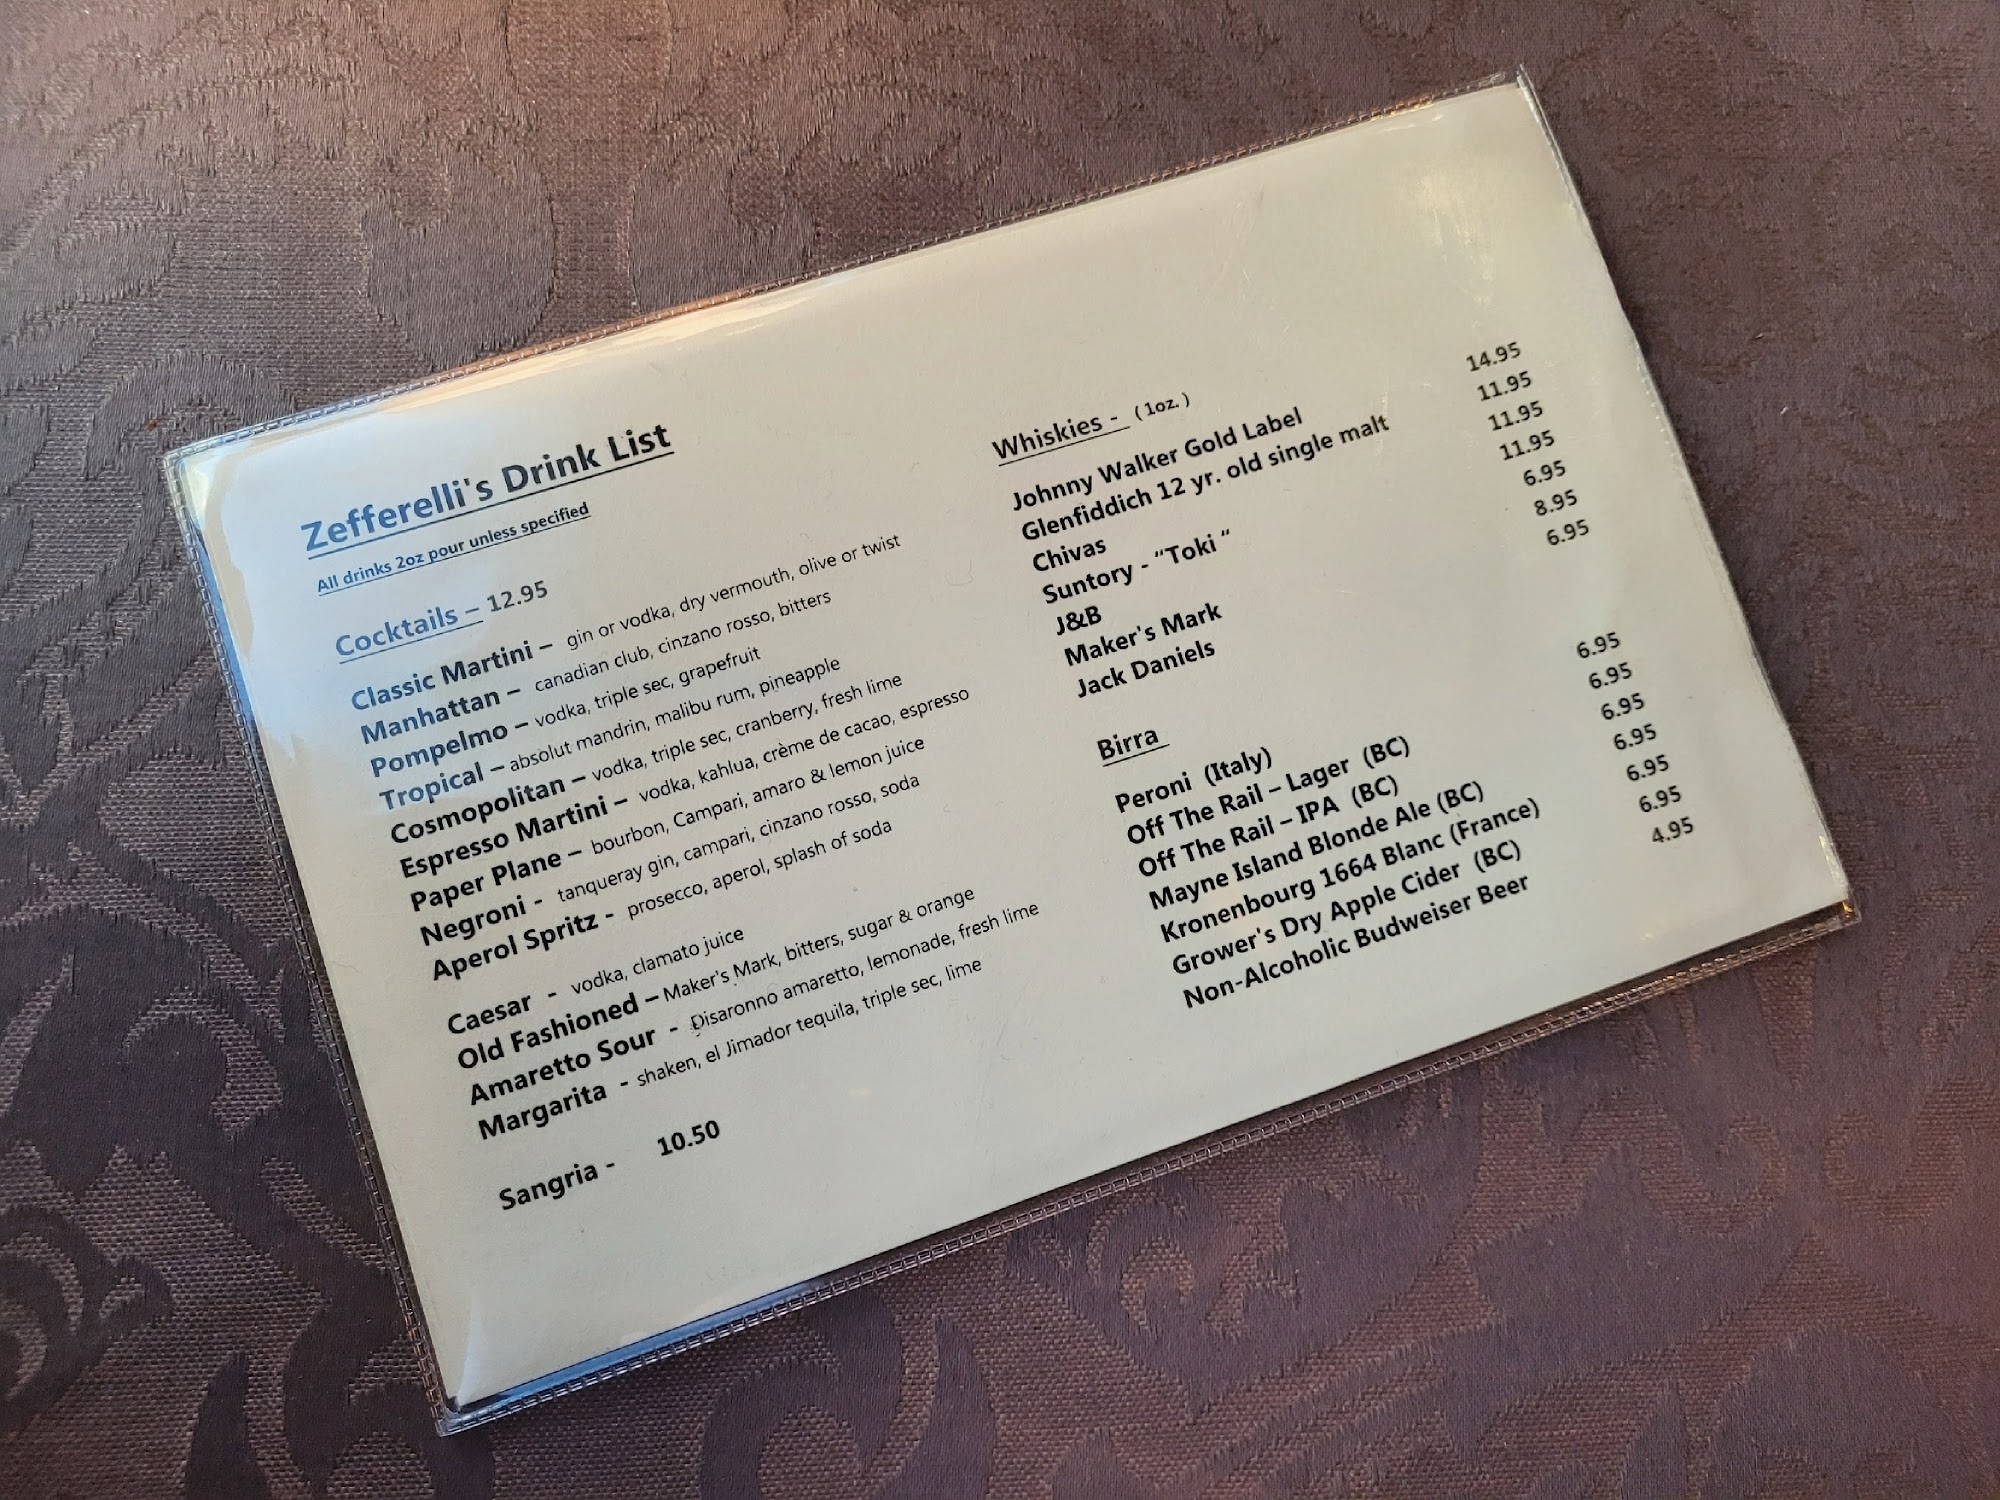 Zefferelli's Drink List
All drinks 2oz pour unless specified
Cocktails – 12.95
Classic Martini – gin or vodka, dry vermouth, olive or twist
Manhattan – canadian club, cinzano rosso, bitters
Pompelmo – vodka, triple sec, grapefruit
Tropical – absolut mandrin, malibu rum, pineapple
Cosmopolitan – vodka, triple sec, cranberry, fresh lime
Espresso Martini – vodka, kahlua, crème de cacao, espresso
Paper Plane – bourbon, Campari, amaro & lemon juice
Negroni - tanqueray gin, campari, cinzano rosso, soda
Aperol Spritz - prosecco, aperol, splash of soda
Caesar - vodka, clamato juice
Old Fashioned – Maker's Mark, bitters, sugar & orange
Amaretto Sour - Disaronno amaretto, lemonade, fresh lime
Margarita - shaken, el Jimador tequila, triple sec, lime
Sangria - 10.50
Whiskies - (1oz.)
Johnny Walker Gold Label 14.95
Glenfiddich 12 yr. old single malt 11.95
Chivas 11.95
Suntory - "Toki " 11.95
J&B 6.95
Maker's Mark 8.95
Jack Daniels 6.95
Birra
Peroni (Italy) 6.95
Off The Rail – Lager (BC) 6.95
Off The Rail – IPA (BC) 6.95
Mayne Island Blonde Ale (BC) 6.95
Kronenbourg 1664 Blanc (France) 6.95
Grower's Dry Apple Cider (BC) 6.95
Non-Alcoholic Budweiser Beer 4.95